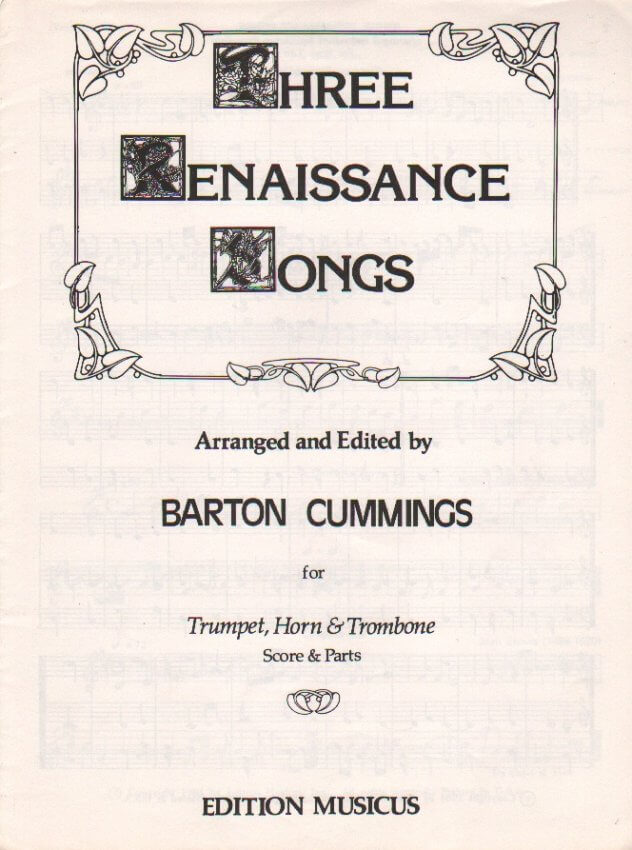 THREE
RENAISSANCE
SONGS
Arranged and Edited by
BARTON CUMMINGS
for
Trumpet, Horn & Trombone
Score & Parts
EDITION MUSICUS